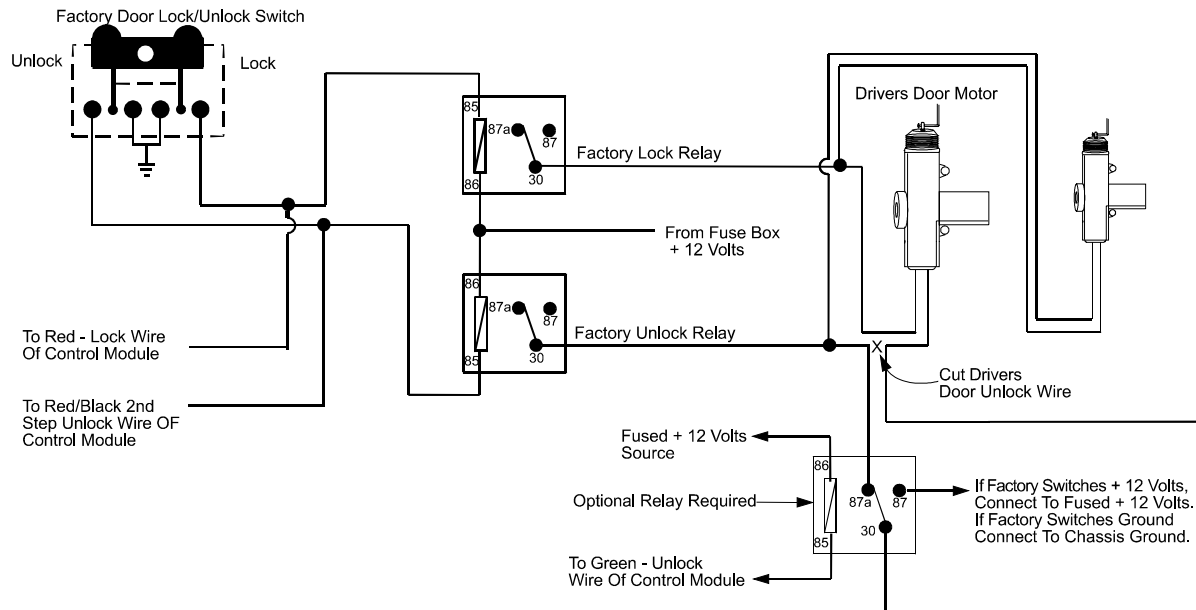 Factory Door Lock/Unlock Switch
Unlock
Lock
85
87a
87
30
86
Factory Lock Relay
Drivers Door Motor
From Fuse Box
+ 12 Volts
86
87a
87
30
85
Factory Unlock Relay
To Red - Lock Wire
Of Control Module
To Red/Black 2nd
Step Unlock Wire OF
Control Module
X
Cut Drivers
Door Unlock Wire
Fused + 12 Volts
Source
Optional Relay Required
86
87a
87
30
85
If Factory Switches + 12 Volts,
Connect To Fused + 12 Volts.
If Factory Switches Ground
Connect To Chassis Ground.
To Green - Unlock
Wire Of Control Module